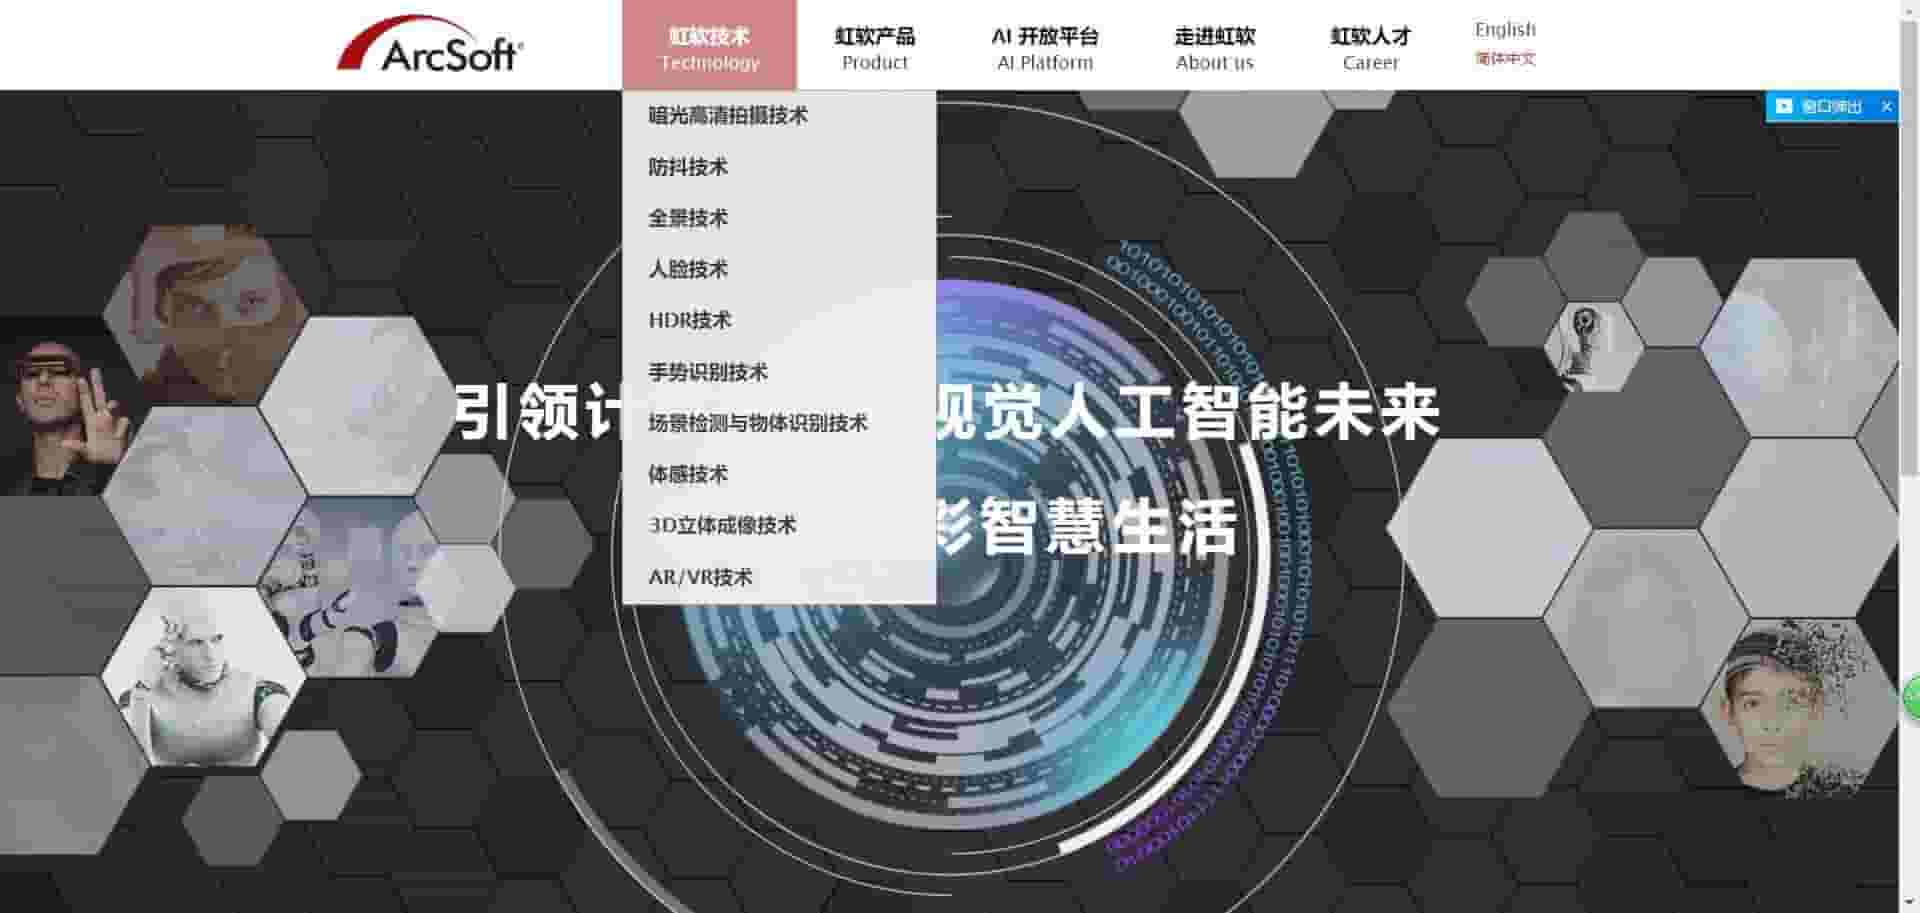 ArcSoft
虹软技术
Technology
虹软产品
Product
AI 开放平台
AI Platform
走进虹软
About us
虹软人才
Career
English
简体中文
窗口弹出
暗光高清拍摄技术
防抖技术
全景技术
人脸技术
HDR技术
手势识别技术
场景检测与物体识别技术
体感技术
3D立体成像技术
AR/VR技术
引领计
视觉人工智能未来
彩智慧生活